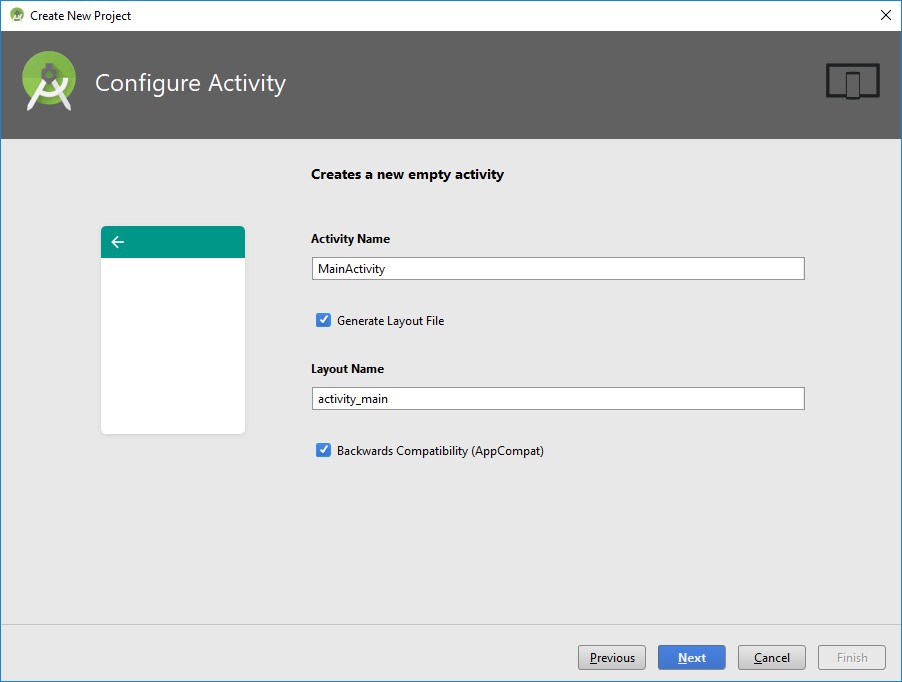 Create New Project
Configure Activity
Creates a new empty activity
Activity Name
MainActivity
Generate Layout File
Layout Name
activity_main
Backwards Compatibility (AppCompat)
Previous Next Cancel Finish